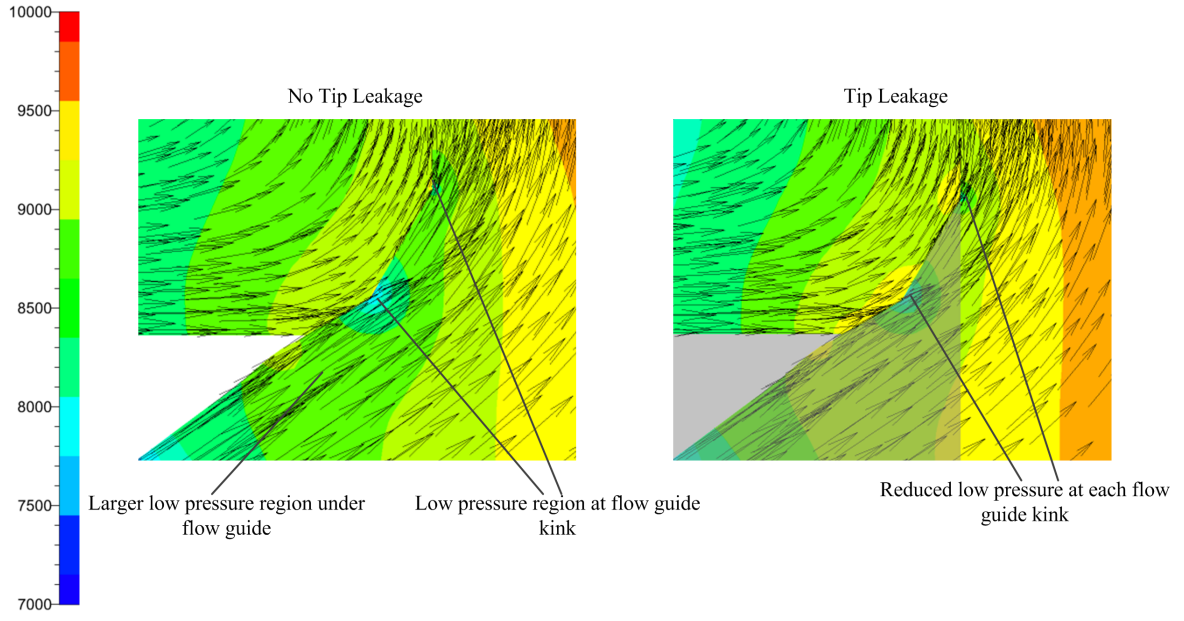 10000
9500
9000
8500
8000
7500
7000
No Tip Leakage
Tip Leakage
Larger low pressure region under
flow guide
Low pressure region at flow guide
kink
Reduced low pressure at each flow
guide kink